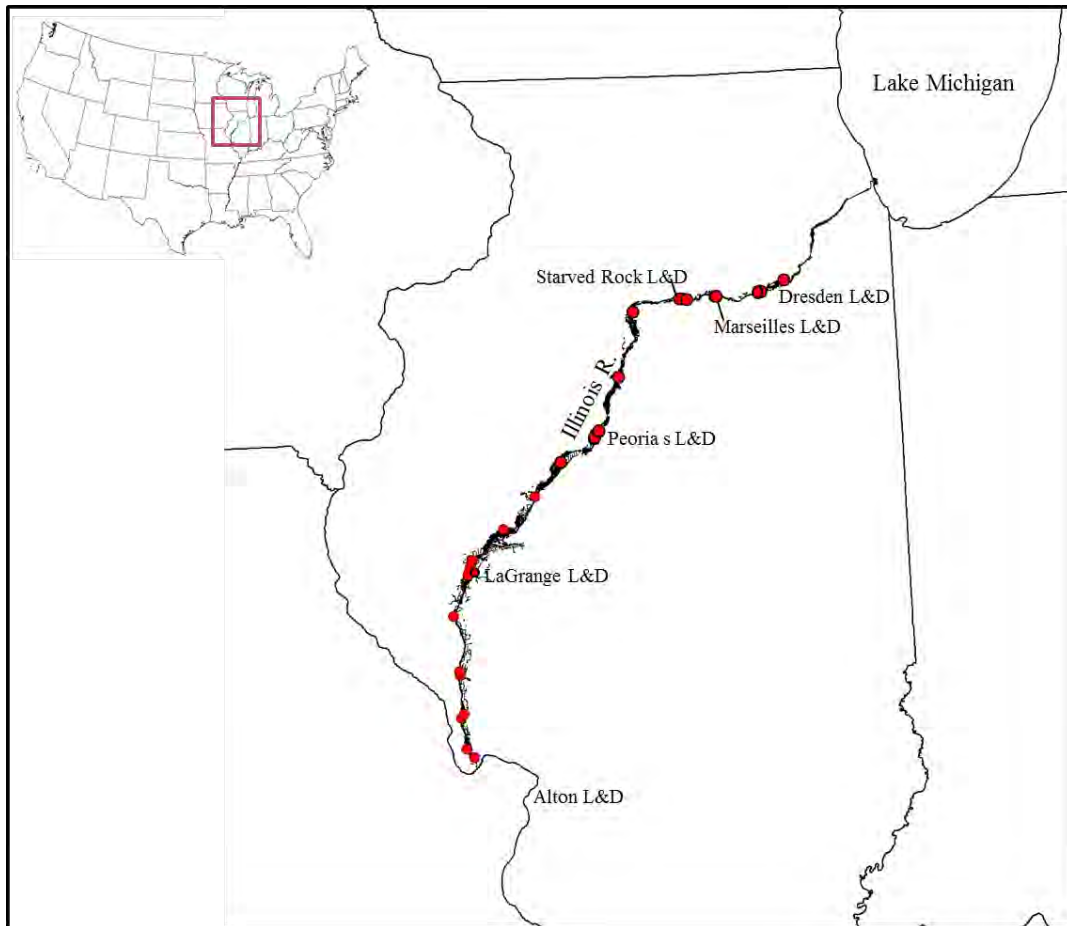 Lake Michigan
Starved Rock L&D
Dresden L&D
Marseilles L&D
Illinois R.
Peoria s L&D
LaGrange L&D
Alton L&D